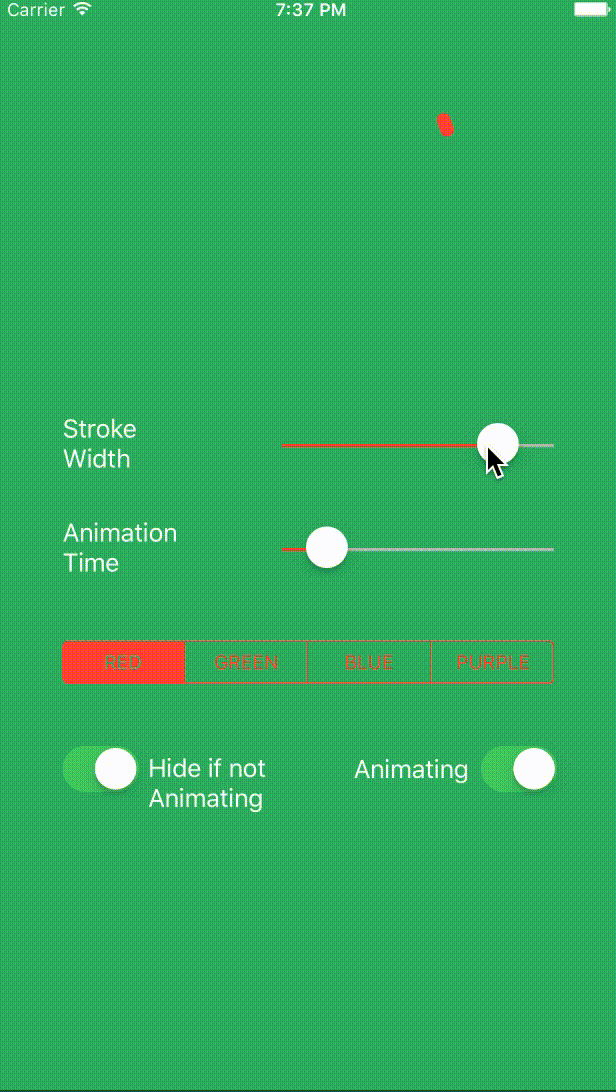 Carrier 7:37 PM
Stroke
Width
Animation
Time
RED GREEN BLUE PURPLE
Hide if not Animating
Animating